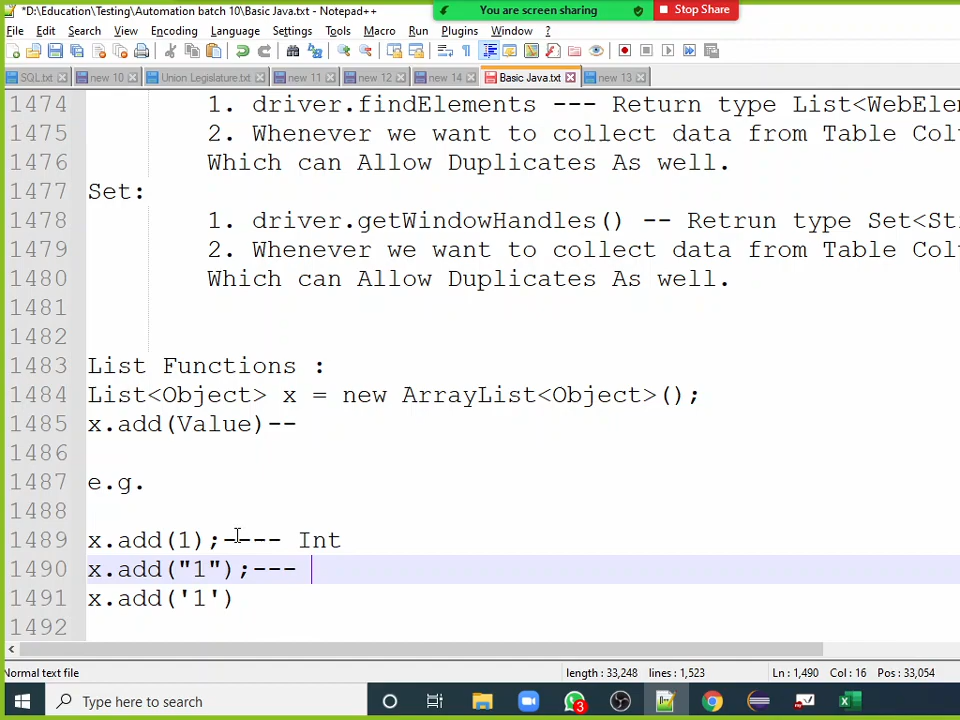 *D:\Education\Testing\Automation batch 10\Basic Java.txt - Notepad++
You are screen sharing
Stop Share
File Edit Search View Encoding Language Settings Tools Macro Run Plugins Window ?
SQL.txt new 10 Union Legislature.txt new 11 new 12 new 14 Basic Java.txt new 13
1474 1. driver.findElements --- Return type List<WebElem
1475 2. Whenever we want to collect data from Table Colu
1476 Which can Allow Duplicates As well.
1477 Set:
1478 1. driver.getWindowHandles() -- Retrun type Set<Str
1479 2. Whenever we want to collect data from Table Colu
1480 Which can Allow Duplicates As well.
1481
1482
1483 List Functions :
1484 List<Object> x = new ArrayList<Object>();
1485 x.add(Value)--
1486
1487 e.g.
1488
1489 x.add(1);---- Int
1490 x.add("1");---
1491 x.add('1')
1492
Normal text file length : 33,248 lines : 1,523 Ln : 1,490 Col : 16 Pos : 33,054
Type here to search
3